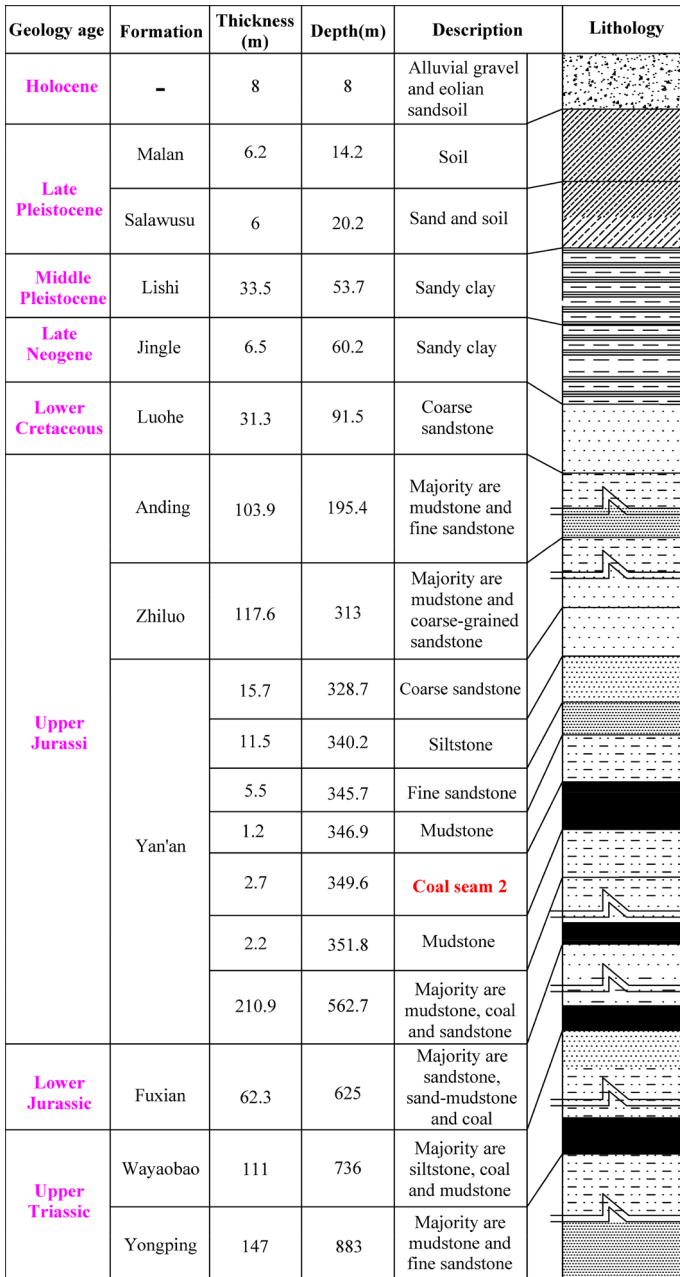 Geology age Formation Thickness (m) Depth(m) Description Lithology
Holocene - 8 8 Alluvial gravel and eolian sandsoil
Late Pleistocene Malan 6.2 14.2 Soil
Salawusu 6 20.2 Sand and soil
Middle Pleistocene Lishi 33.5 53.7 Sandy clay
Late Neogene Jingle 6.5 60.2 Sandy clay
Lower Cretaceous Luohe 31.3 91.5 Coarse sandstone
Upper Jurassi Anding 103.9 195.4 Majority are mudstone and fine sandstone
Zhiluo 117.6 313 Majority are mudstone and coarse-grained sandstone
Yan'an 15.7 328.7 Coarse sandstone
11.5 340.2 Siltstone
5.5 345.7 Fine sandstone
1.2 346.9 Mudstone
2.7 349.6 Coal seam 2
2.2 351.8 Mudstone
210.9 562.7 Majority are mudstone, coal and sandstone
Lower Jurassic Fuxian 62.3 625 Majority are sandstone, sand-mudstone and coal
Upper Triassic Wayaobao 111 736 Majority are siltstone, coal and mudstone
Yongping 147 883 Majority are mudstone and fine sandstone